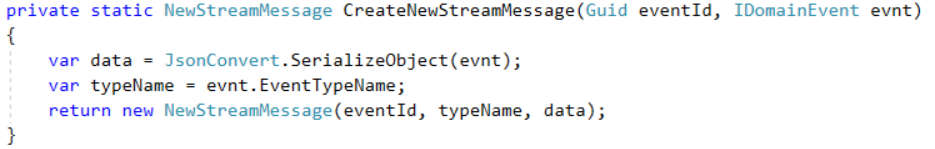 private static NewStreamMessage CreateNewStreamMessage(Guid eventId, IDomainEvent evnt)
{
    var data = JsonConvert.SerializeObject(evnt);
    var typeName = evnt.EventTypeName;
    return new NewStreamMessage(eventId, typeName, data);
}